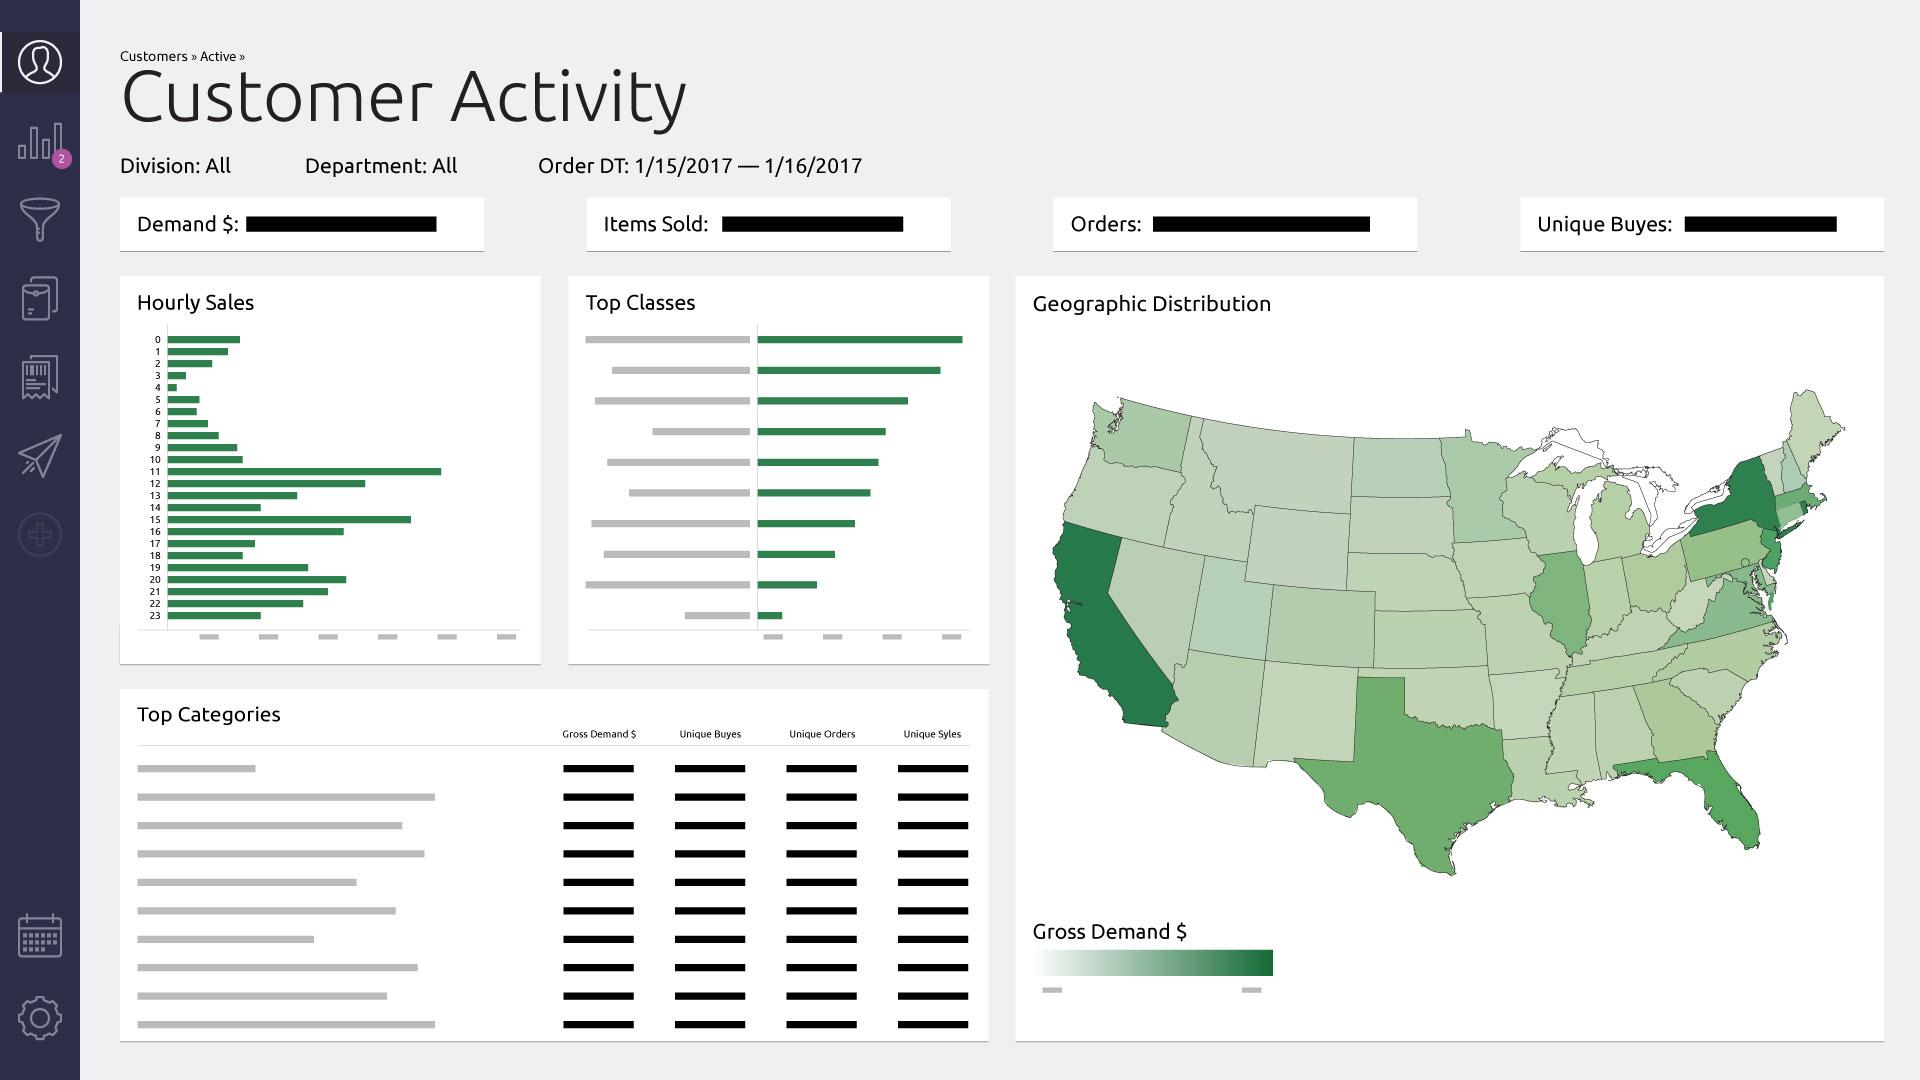 Customers » Active »
Customer Activity
2
Division: All
Department: All
Order DT: 1/15/2017 — 1/16/2017
Demand $:
Items Sold:
Orders:
Unique Buyes:
Hourly Sales
0
1
2
3
4
5
6
7
8
9
10
11
12
13
14
15
16
17
18
19
20
21
22
23
Top Classes
Geographic Distribution
Gross Demand $
Top Categories
Gross Demand $ Unique Buyes Unique Orders Unique Syles